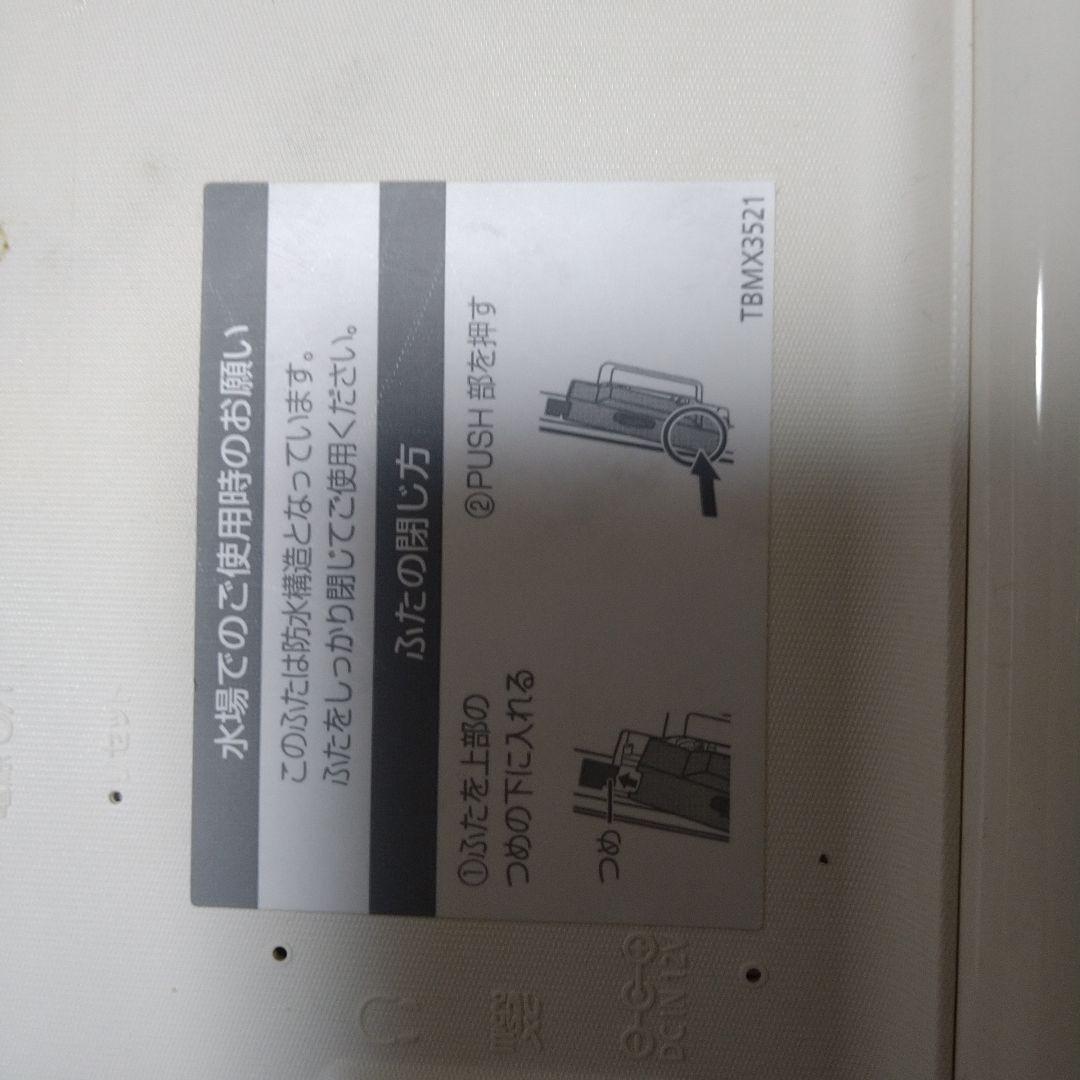 水場でのご使用時のお願い
このふたは防水構造となっています。
ふたをしっかり閉じてご使用ください。
ふたの閉じ方
①ふたを上部の
つめの下に入れる
つめ
②PUSH 部を押す
TBMX3521
リセット
DC IN 12V